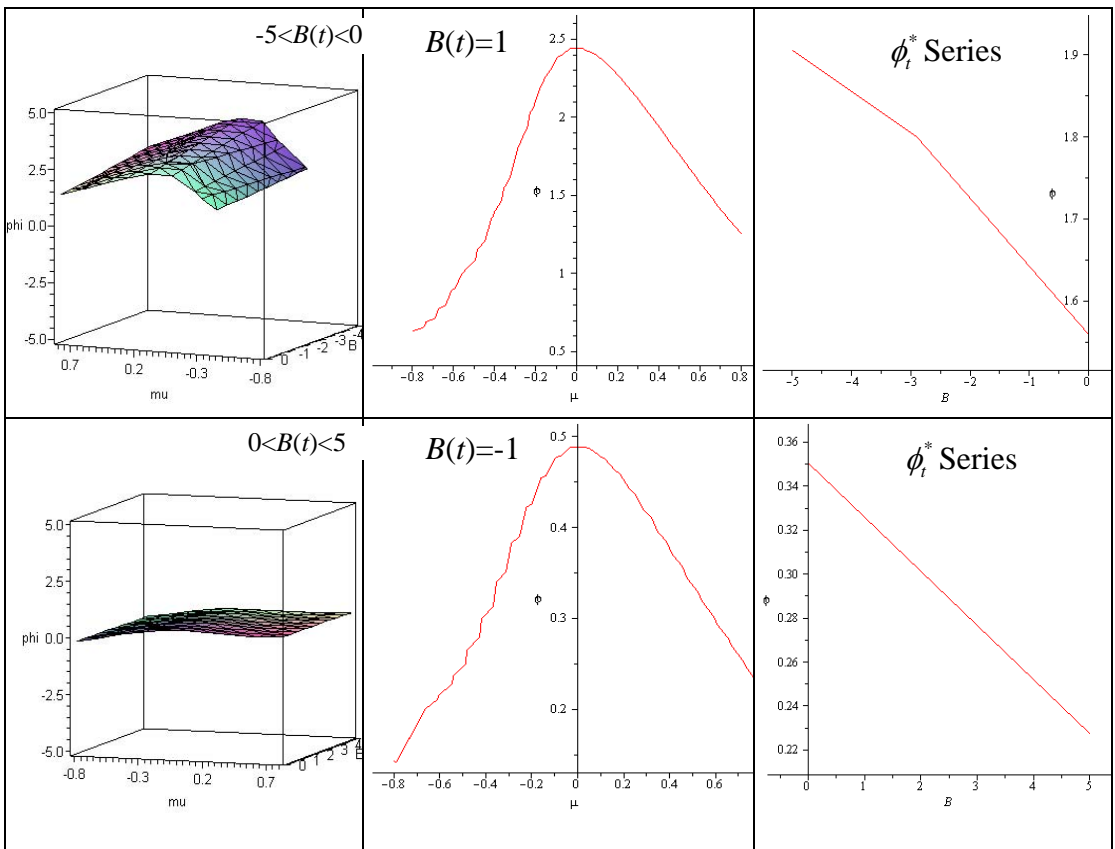 -5<B(t)<0
5.0
2.5
phi 0.0
-2.5
-5.0
0.7 0.2 -0.3 -0.8
0 -1 -2 -3 B -4
mu
B(t)=1
2.5
2
ϕ
1.5
1
0.5
-0.8 -0.6 -0.4 -0.2 0 0.2 0.4 0.6 0.8
μ
ϕ_t^* Series
1.9
1.8
ϕ
1.7
1.6
-5 -4 -3 -2 -1 0
B
0<B(t)<5
5.0
2.5
phi 0.0
-2.5
-5.0
-0.8 -0.3 0.2 0.7
0 1 2 3 B 4
mu
B(t)=-1
0.5
0.4
ϕ
0.3
0.2
-0.8 -0.6 -0.4 -0.2 0 0.2 0.4 0.6
μ
ϕ_t^* Series
0.36
0.34
0.32
0.30
ϕ
0.28
0.26
0.24
0.22
0 1 2 3 4 5
B